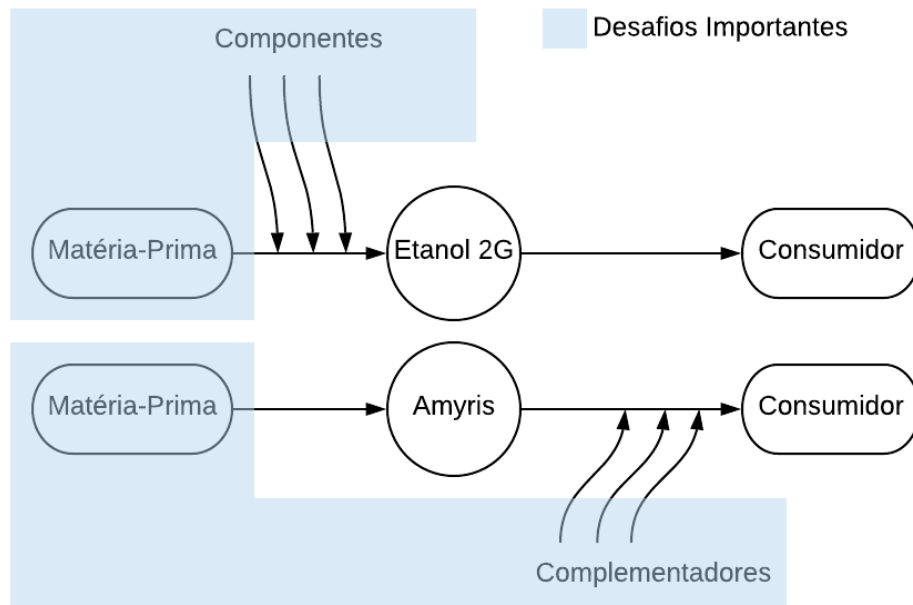 Componentes
Desafios Importantes
Matéria-Prima
Etanol 2G
Consumidor
Matéria-Prima
Amyris
Consumidor
Complementadores